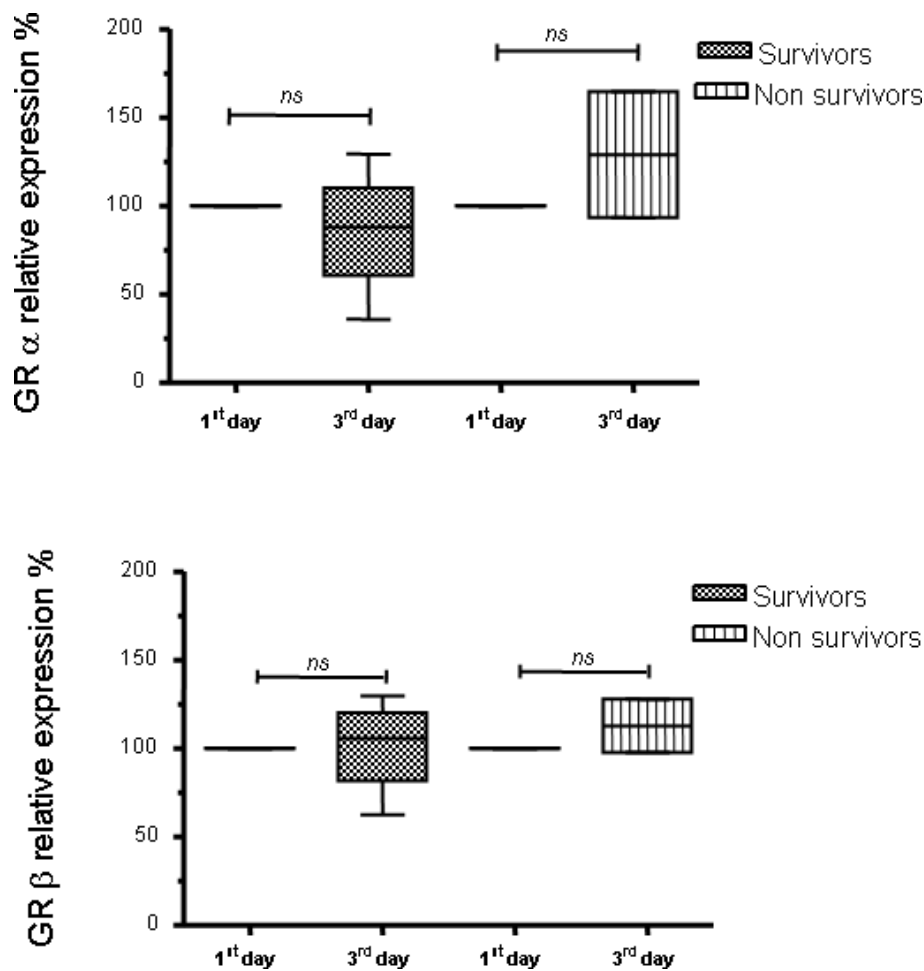 GR α relative expression %
200
150
100
50
0
ns
ns
Survivors
Non survivors
1st day
3rd day
1st day
3rd day
GR β relative expression %
200
150
100
50
0
ns
ns
Survivors
Non survivors
1st day
3rd day
1st day
3rd day